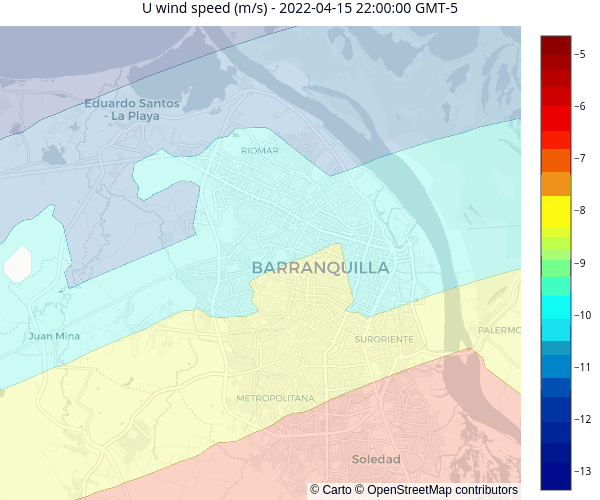 U wind speed (m/s) - 2022-04-15 22:00:00 GMT-5
Eduardo Santos
- La Playa
RIOMAR
BARRANQUILLA
Juan Mina
SURORIENTE
PALERMO
METROPOLITANA
Soledad
© Carto © OpenStreetMap contributors
−5
−6
−7
−8
−9
−10
−11
−12
−13